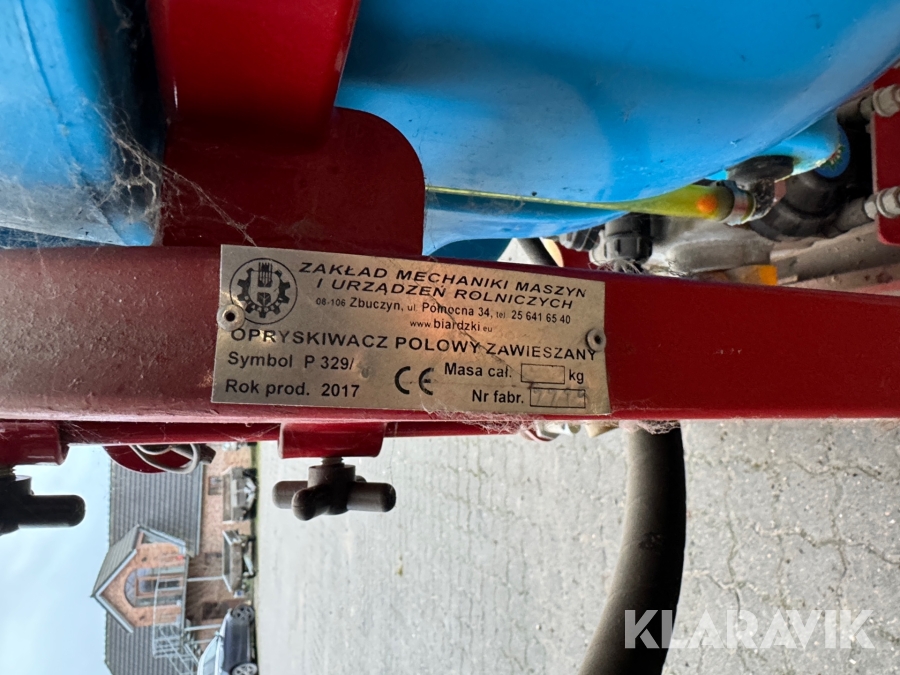 ZAKŁAD MECHANIKI MASZYN
I URZĄDZEŃ ROLNICZYCH
08-106 Zbuczyn, ul. Pomocna 34, tel. 25 641 65 40
www.biardzki.eu
OPRYSKIWACZ POLOWY ZAWIESZANY
Symbol P 329/
Masa cał. kg
CE
Rok prod. 2017
Nr fabr.
KLARAVIK